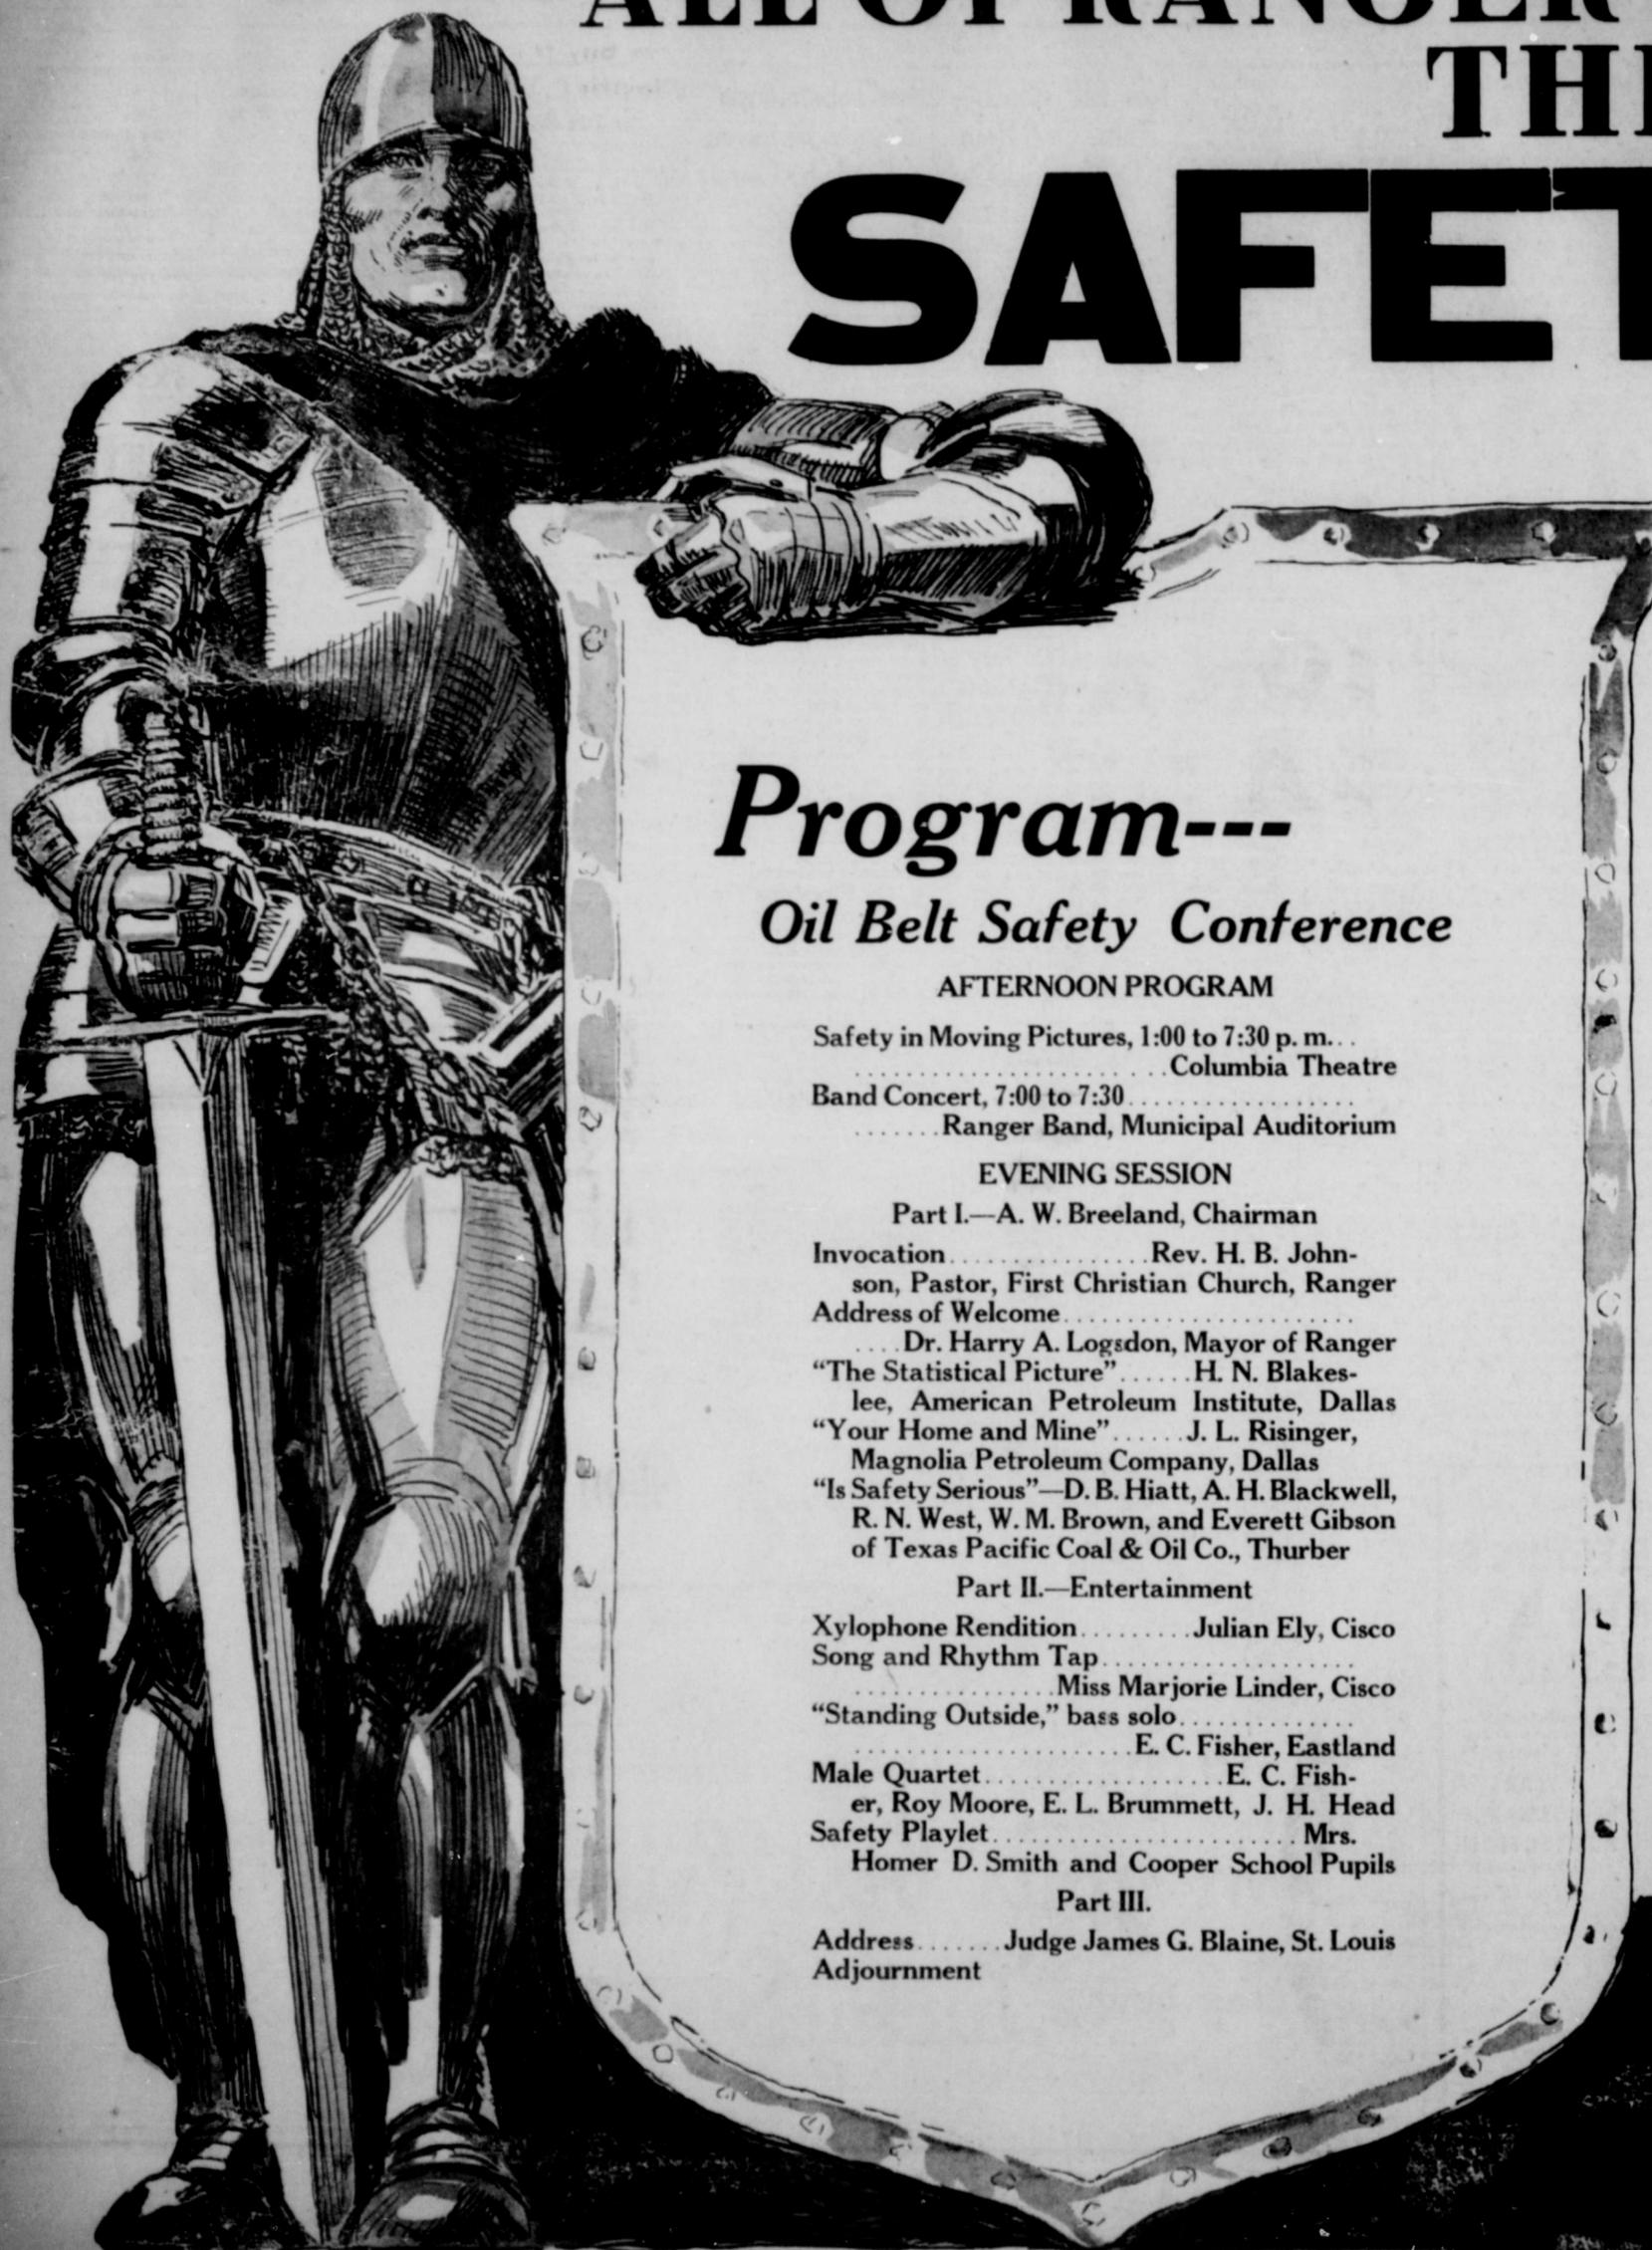 ALL OF RANGER
THE
SAFET
Program---
Oil Belt Safety Conference
AFTERNOON PROGRAM
Safety in Moving Pictures, 1:00 to 7:30 p. m...
......................Columbia Theatre
Band Concert, 7:00 to 7:30..................
.......Ranger Band, Municipal Auditorium
EVENING SESSION
Part I.—A. W. Breeland, Chairman
Invocation................Rev. H. B. John-
son, Pastor, First Christian Church, Ranger
Address of Welcome.......................
....Dr. Harry A. Logsdon, Mayor of Ranger
“The Statistical Picture”......H. N. Blakes-
lee, American Petroleum Institute, Dallas
“Your Home and Mine”......J. L. Risinger,
Magnolia Petroleum Company, Dallas
“Is Safety Serious”—D. B. Hiatt, A. H. Blackwell,
R. N. West, W. M. Brown, and Everett Gibson
of Texas Pacific Coal & Oil Co., Thurber
Part II.—Entertainment
Xylophone Rendition.........Julian Ely, Cisco
Song and Rhythm Tap....................
................Miss Marjorie Linder, Cisco
“Standing Outside,” bass solo..............
......................E. C. Fisher, Eastland
Male Quartet...................E. C. Fish-
er, Roy Moore, E. L. Brummett, J. H. Head
Safety Playlet........................Mrs.
Homer D. Smith and Cooper School Pupils
Part III.
Address.......Judge James G. Blaine, St. Louis
Adjournment